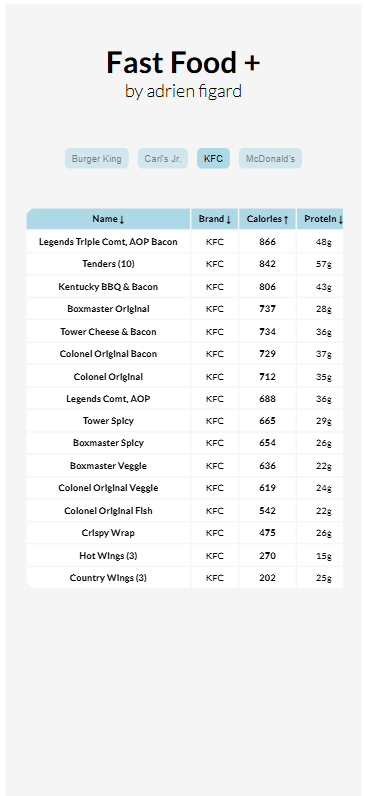 Fast Food +
by adrien figard
Burger King Carl's Jr. KFC McDonald's
Name ↓ Brand ↓ Calories ↑ Protein ↓
Legends Triple Comt, AOP Bacon KFC 866 48g
Tenders (10) KFC 842 57g
Kentucky BBQ & Bacon KFC 806 43g
Boxmaster Original KFC 737 28g
Tower Cheese & Bacon KFC 734 36g
Colonel Original Bacon KFC 729 37g
Colonel Original KFC 712 35g
Legends Comt, AOP KFC 688 36g
Tower Spicy KFC 665 29g
Boxmaster Spicy KFC 654 26g
Boxmaster Veggie KFC 636 22g
Colonel Original Veggie KFC 619 24g
Colonel Original Fish KFC 542 22g
Crispy Wrap KFC 475 26g
Hot Wings (3) KFC 270 15g
Country Wings (3) KFC 202 25g